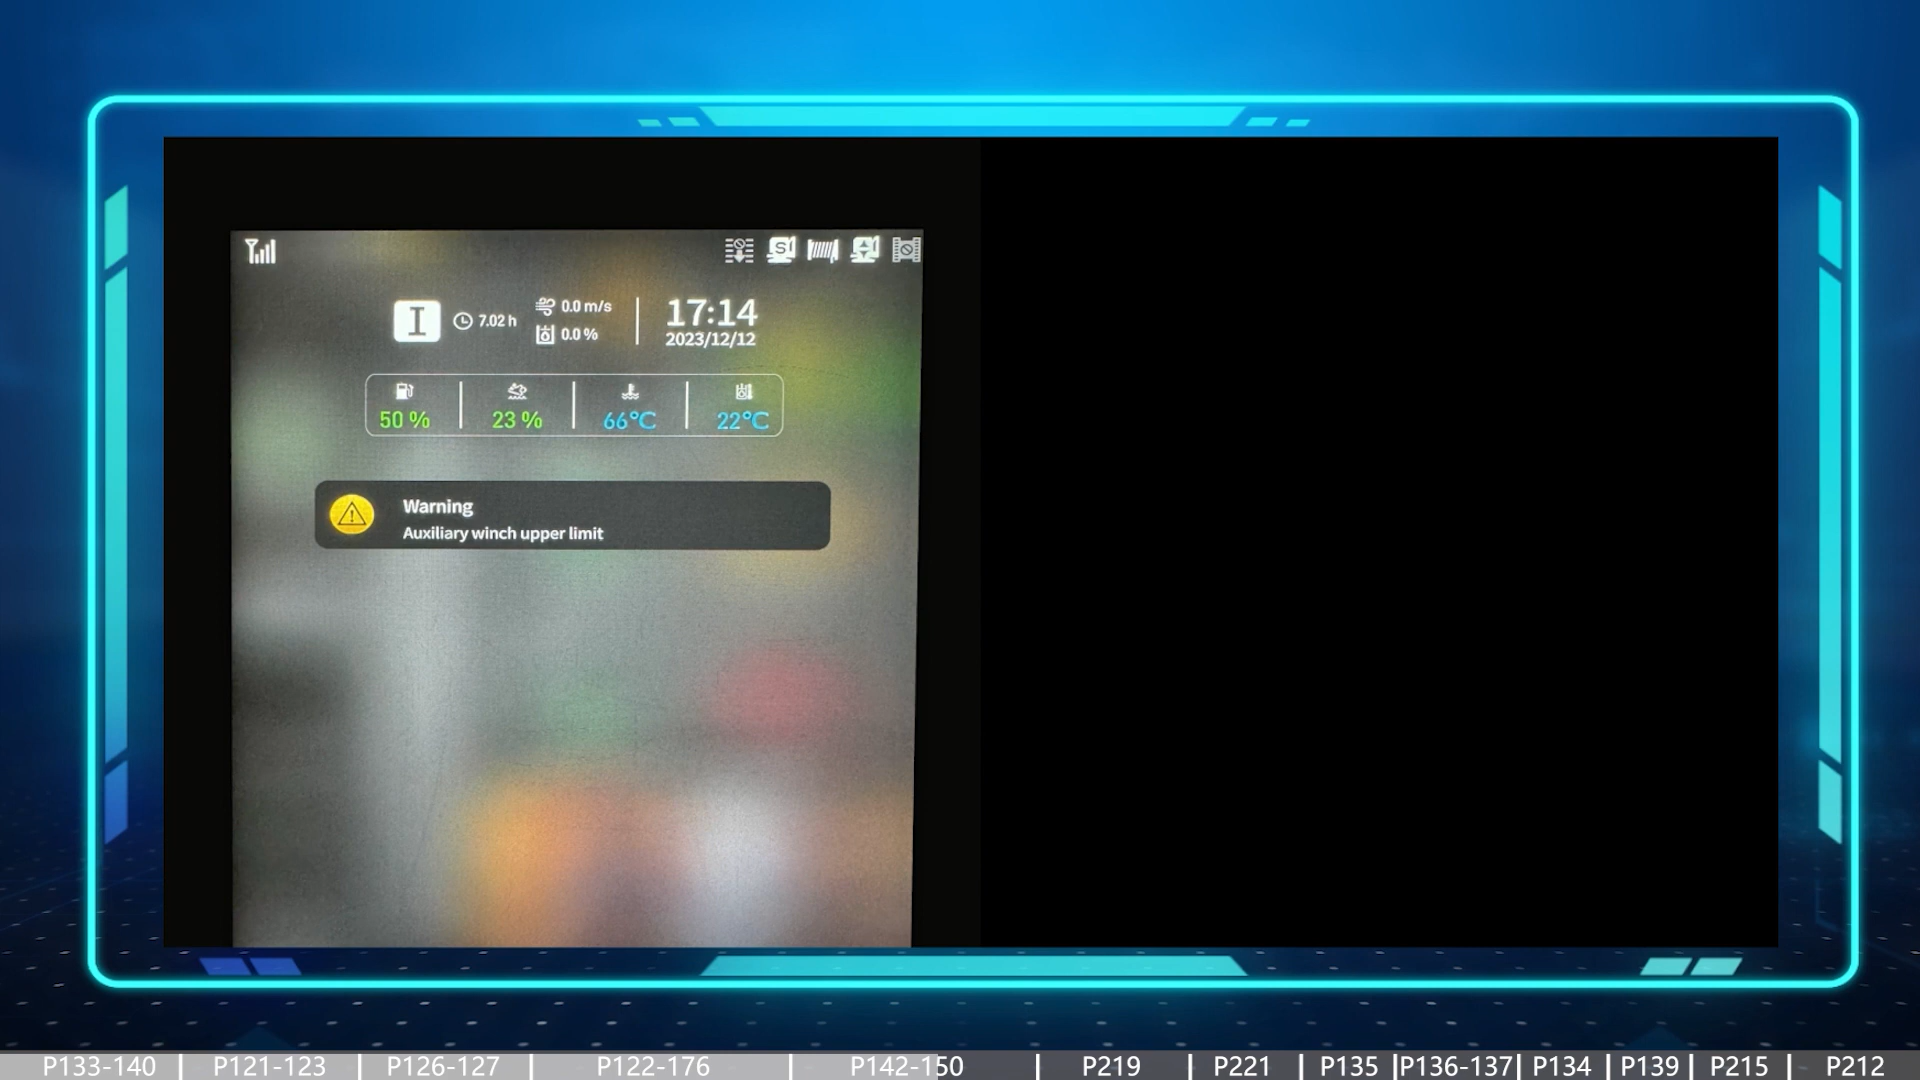 I
7.02 h
0.0 m/s
0.0 %
17:14
2023/12/12
50 %
23 %
66°C
22°C
Warning
Auxiliary winch upper limit
P133-140
P121-123
P126-127
P122-176
P142-150
P219
P221
P135
P136-137
P134
P139
P215
P212